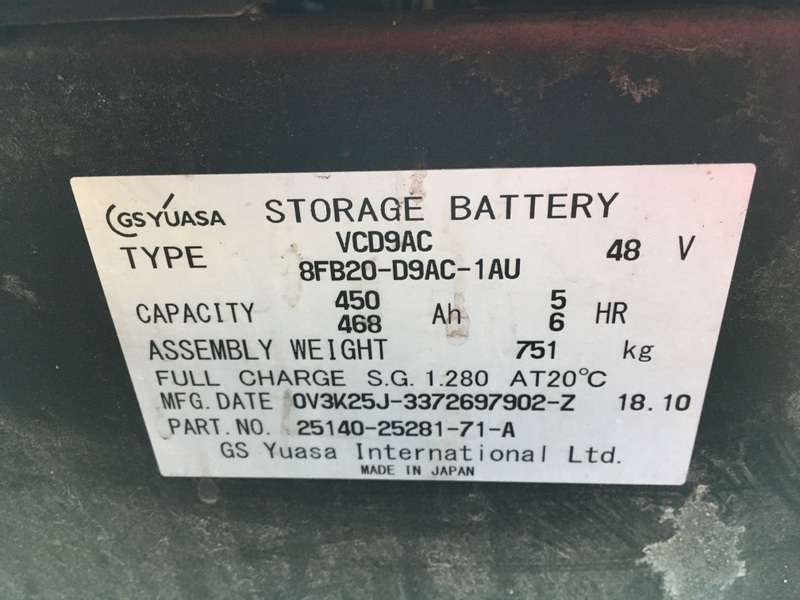 GS YUASA STORAGE BATTERY
TYPE VCD9AC 48 V
8FB20-D9AC-1AU
CAPACITY 450 Ah 5 HR
468 6
ASSEMBLY WEIGHT 751 kg
FULL CHARGE S.G. 1.280 AT20℃
MFG. DATE 0V3K25J-3372697902-Z 18.10
PART. NO. 25140-25281-71-A
GS Yuasa International Ltd.
MADE IN JAPAN